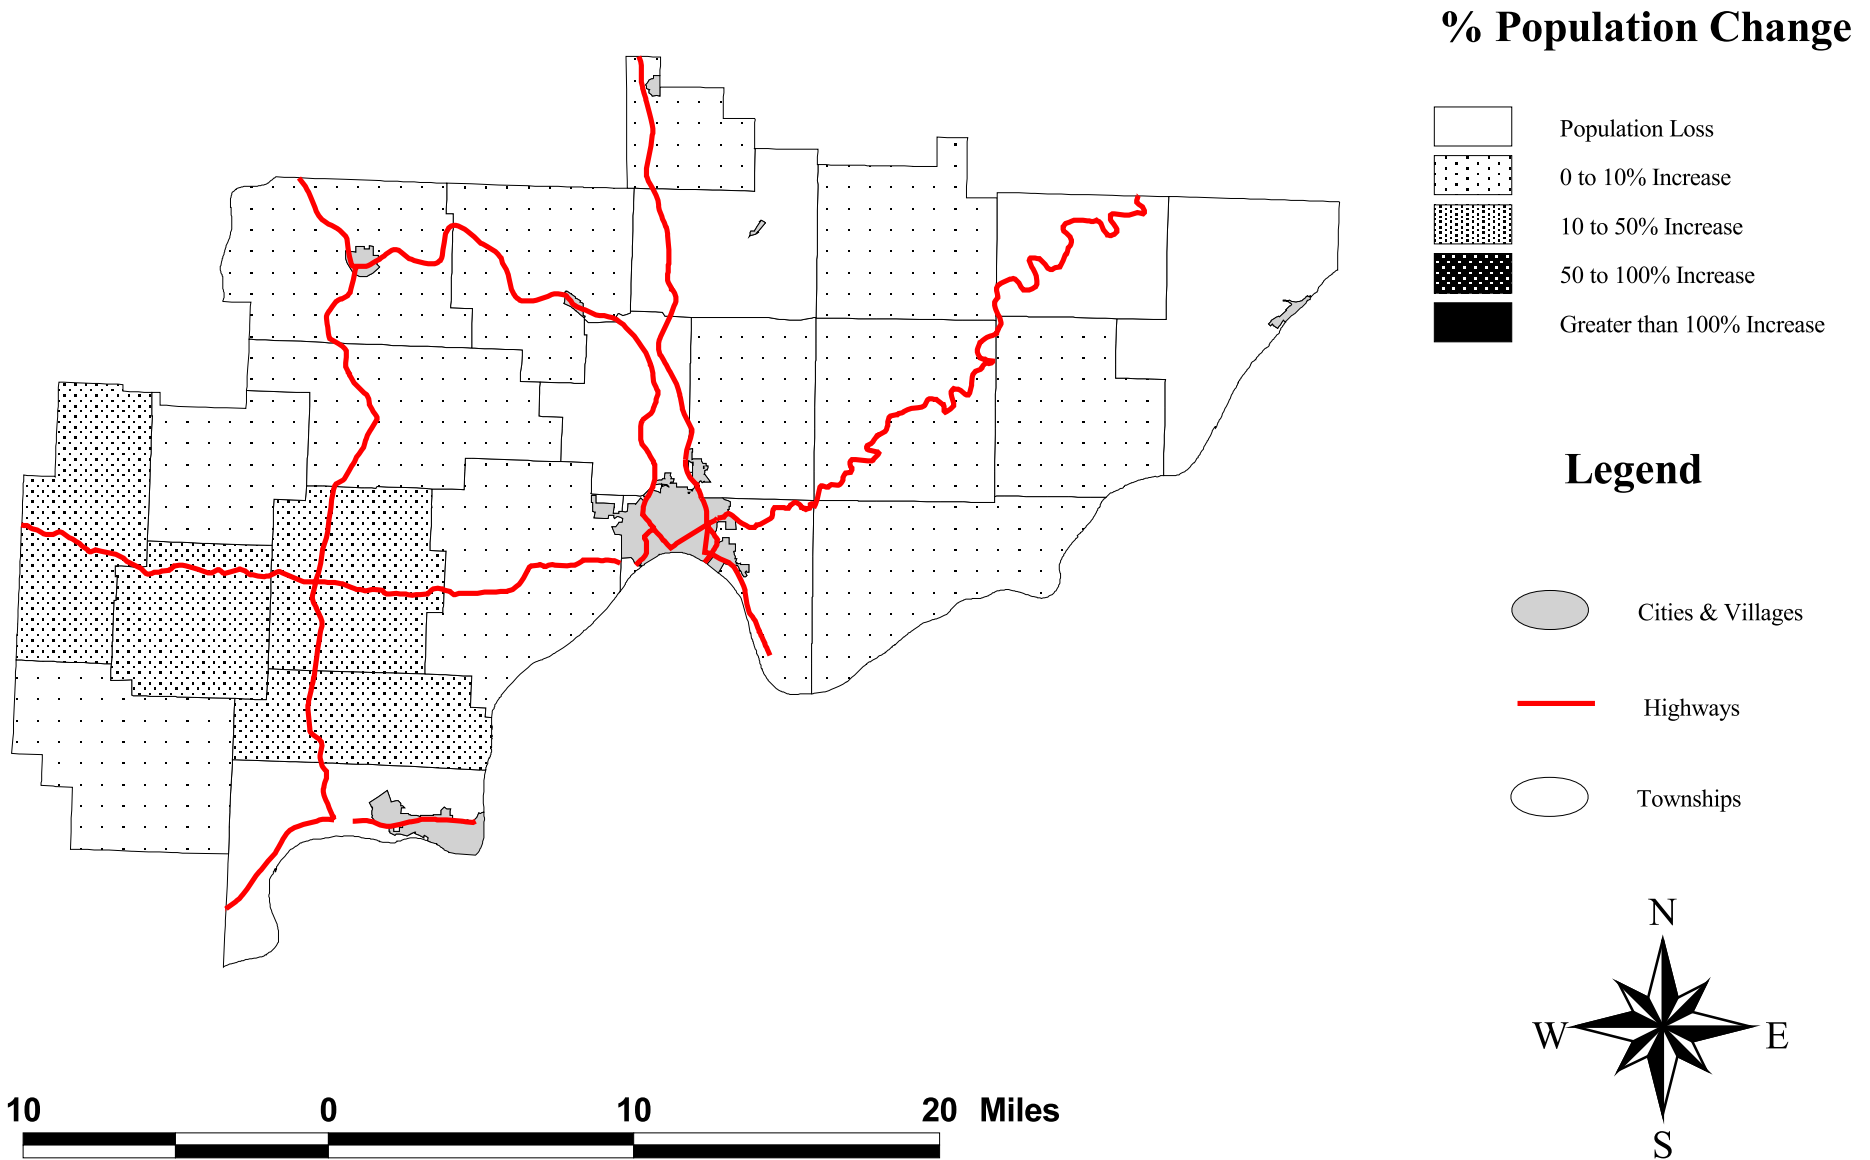 % Population Change
Population Loss
0 to 10% Increase
10 to 50% Increase
50 to 100% Increase
Greater than 100% Increase
Legend
Cities & Villages
Highways
Townships
N
W E
S
10 0 10 20 Miles